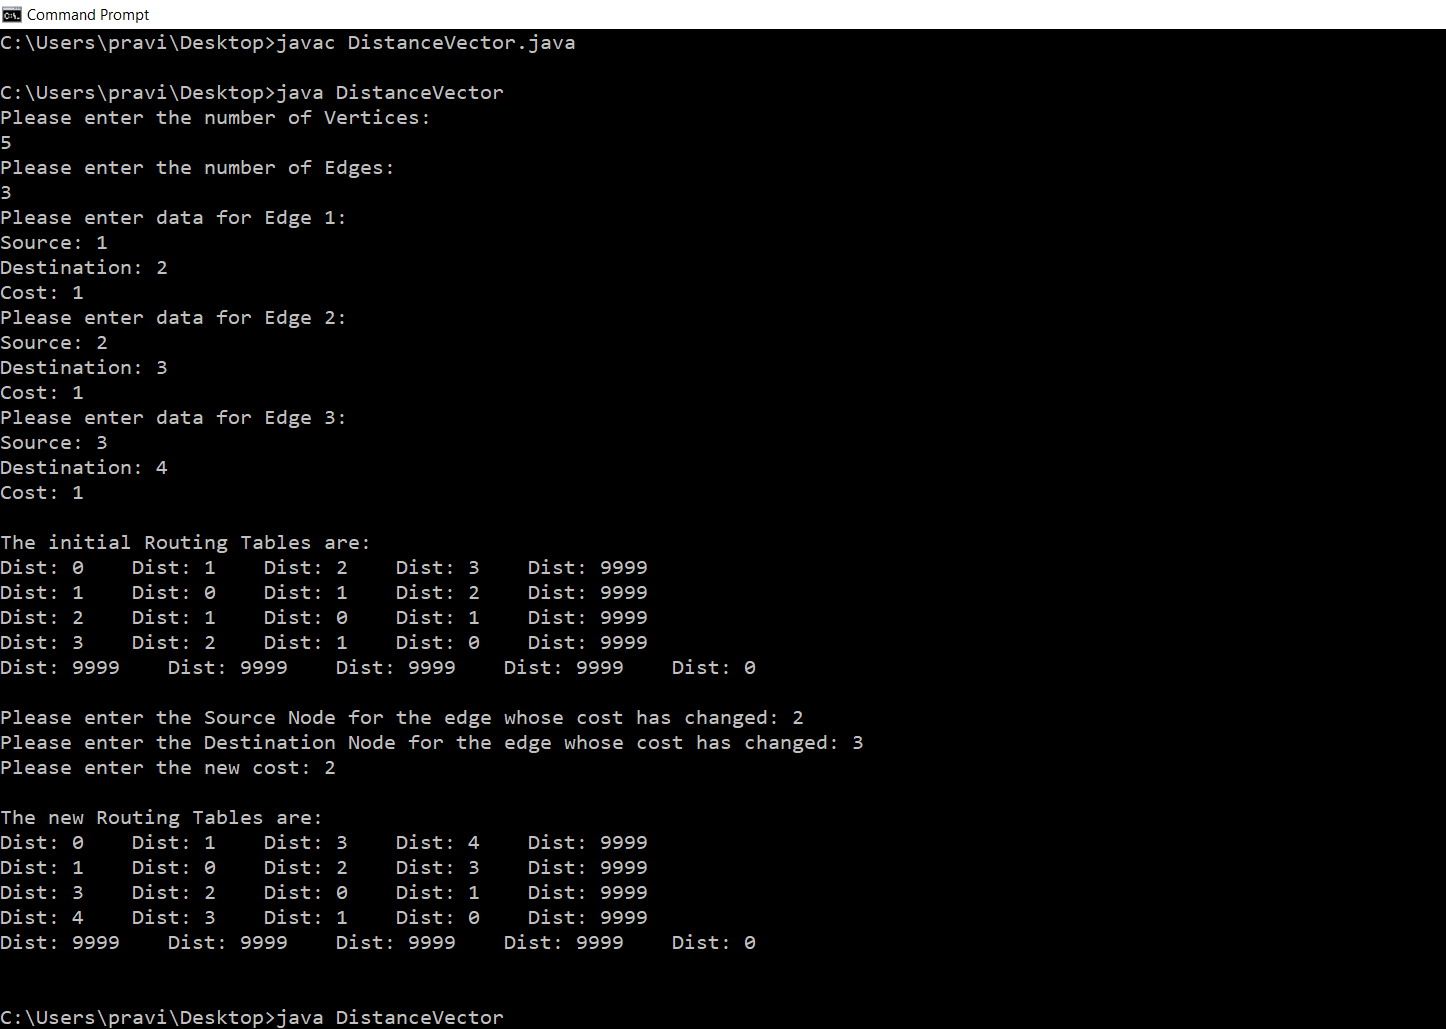 Command Prompt
C:\Users\pravi\Desktop>javac DistanceVector.java
C:\Users\pravi\Desktop>java DistanceVector
Please enter the number of Vertices:
5
Please enter the number of Edges:
3
Please enter data for Edge 1:
Source: 1
Destination: 2
Cost: 1
Please enter data for Edge 2:
Source: 2
Destination: 3
Cost: 1
Please enter data for Edge 3:
Source: 3
Destination: 4
Cost: 1
The initial Routing Tables are:
Dist: 0    Dist: 1    Dist: 2    Dist: 3    Dist: 9999
Dist: 1    Dist: 0    Dist: 1    Dist: 2    Dist: 9999
Dist: 2    Dist: 1    Dist: 0    Dist: 1    Dist: 9999
Dist: 3    Dist: 2    Dist: 1    Dist: 0    Dist: 9999
Dist: 9999    Dist: 9999    Dist: 9999    Dist: 9999    Dist: 0
Please enter the Source Node for the edge whose cost has changed: 2
Please enter the Destination Node for the edge whose cost has changed: 3
Please enter the new cost: 2
The new Routing Tables are:
Dist: 0    Dist: 1    Dist: 3    Dist: 4    Dist: 9999
Dist: 1    Dist: 0    Dist: 2    Dist: 3    Dist: 9999
Dist: 3    Dist: 2    Dist: 0    Dist: 1    Dist: 9999
Dist: 4    Dist: 3    Dist: 1    Dist: 0    Dist: 9999
Dist: 9999    Dist: 9999    Dist: 9999    Dist: 9999    Dist: 0
C:\Users\pravi\Desktop>java DistanceVector